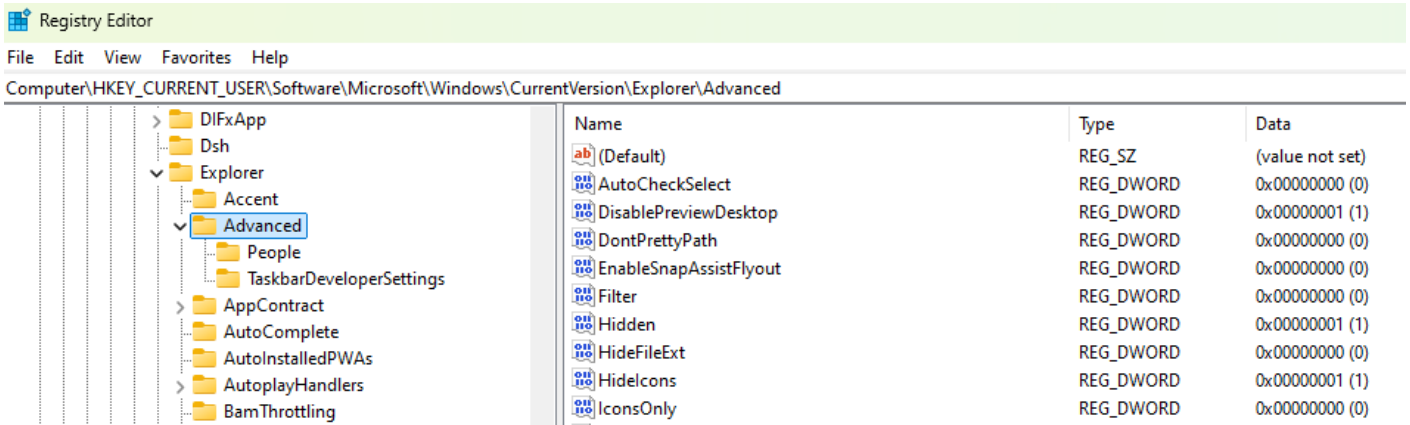 Registry Editor
File Edit View Favorites Help
Computer\HKEY_CURRENT_USER\Software\Microsoft\Windows\CurrentVersion\Explorer\Advanced
DIFxApp
Dsh
Explorer
Accent
Advanced
People
TaskbarDeveloperSettings
AppContract
AutoComplete
AutoInstalledPWAs
AutoplayHandlers
BamThrottling
Name Type Data
ab (Default) REG_SZ (value not set)
AutoCheckSelect REG_DWORD 0x00000000 (0)
DisablePreviewDesktop REG_DWORD 0x00000001 (1)
DontPrettyPath REG_DWORD 0x00000000 (0)
EnableSnapAssistFlyout REG_DWORD 0x00000000 (0)
Filter REG_DWORD 0x00000000 (0)
Hidden REG_DWORD 0x00000001 (1)
HideFileExt REG_DWORD 0x00000000 (0)
HideIcons REG_DWORD 0x00000001 (1)
IconsOnly REG_DWORD 0x00000000 (0)